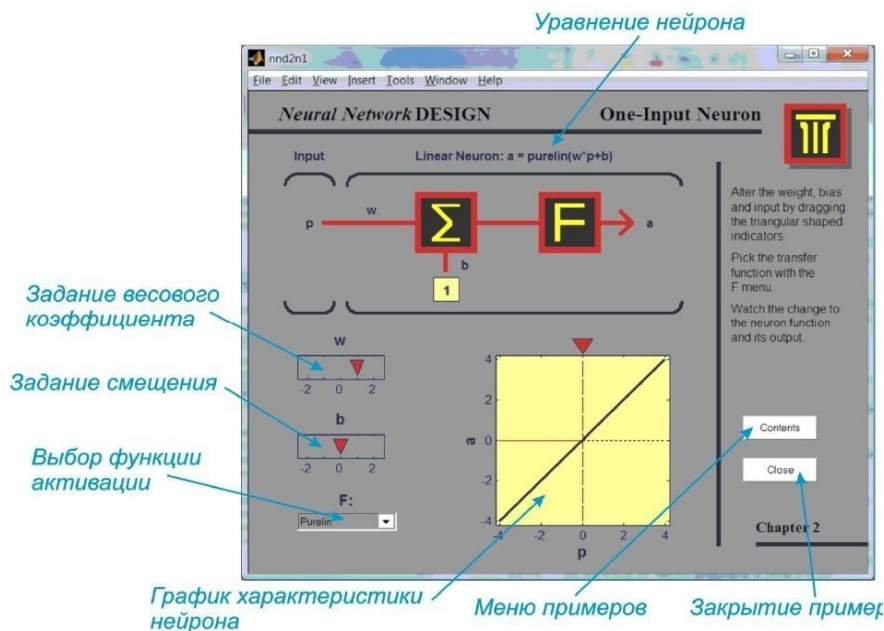 Уравнение нейрона
nnd2n1
File Edit View Insert Tools Window Help
Neural Network DESIGN
One-Input Neuron
Input
Linear Neuron: a = purelin(w*p+b)
p
w
Σ
F
a
b
1
Alter the weight, bias
and input by dragging
the triangular shaped
indicators.
Pick the transfer
function with the
F menu.
Watch the change to
the neuron function
and its output.
Задание весового
коэффициента
w
-2 0 2
Задание смещения
b
-2 0 2
Выбор функции
активации
F:
Purelin
4
2
0
-2
-4
a
-4 -2 0 2 4
p
Contents
Close
Chapter 2
График характеристики
нейрона
Меню примеров
Закрытие пример